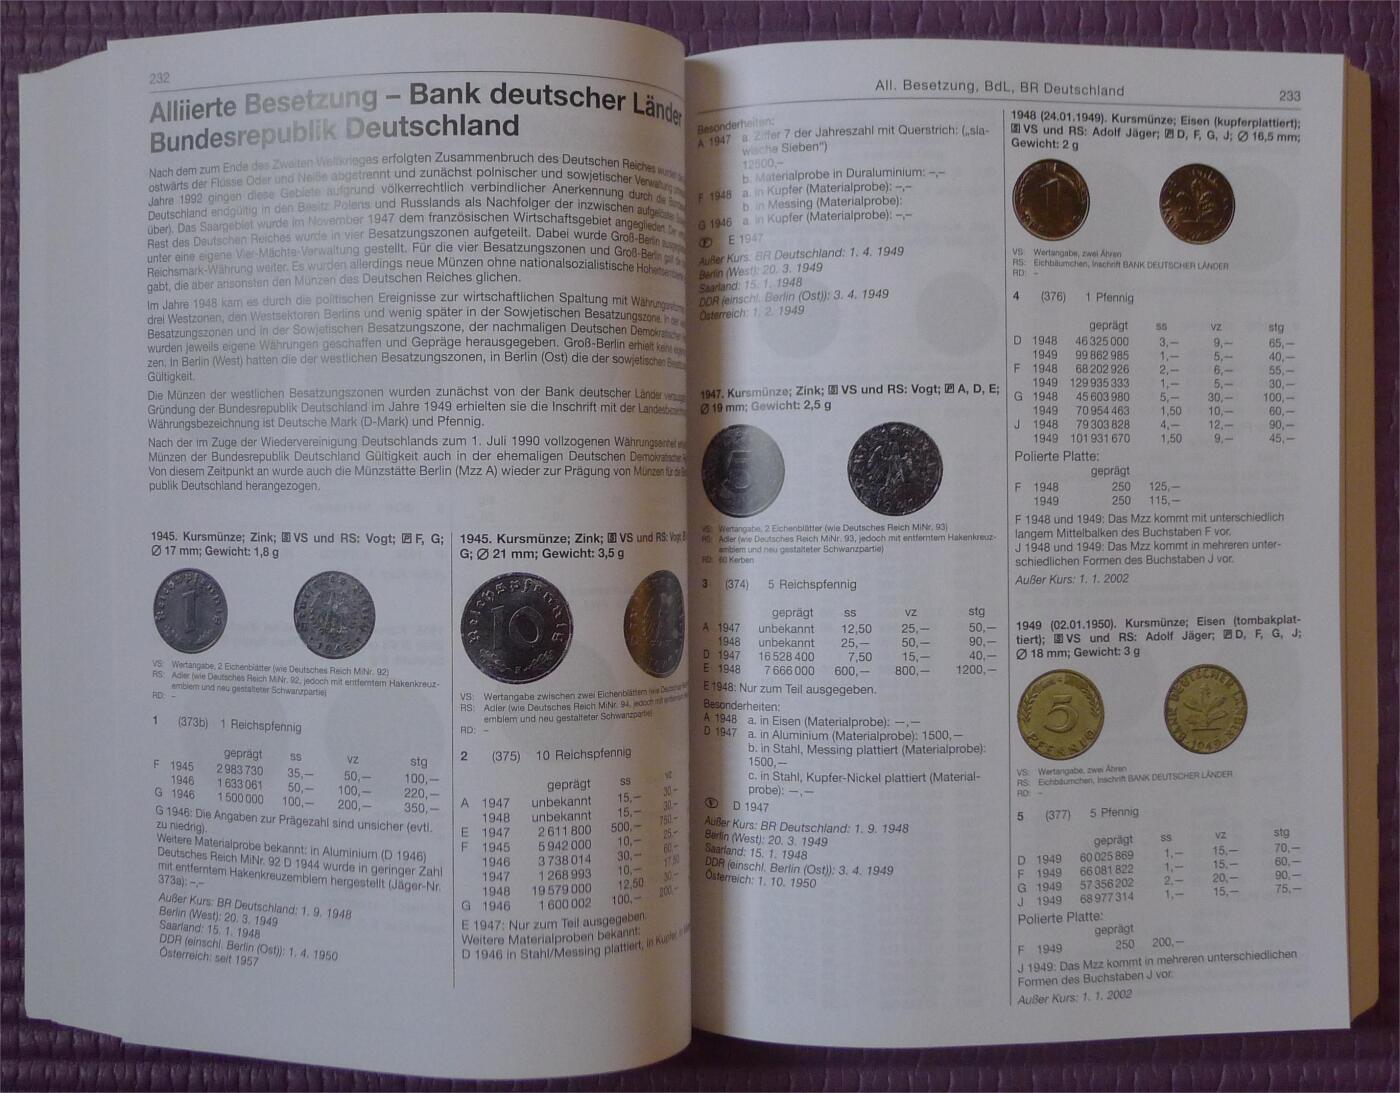 232
Alliierte Besetzung – Bank deutscher Länder
Bundesrepublik Deutschland
Nach dem zum Ende des Zweiten Weltkrieges erfolgten Zusammenbruch des Deutschen Reiches wurden
ostwärts der Flüsse Oder und Neiße abgetrennt und zunächst polnischer und sowjetischer Verwaltung
Jahre 1992 gingen diese Gebiete aufgrund völkerrechtlich verbindlicher Anerkennung durch die
Deutschland endgültig in den Besitz Polens und Russlands als Nachfolger der inzwischen aufgelösten
über). Das Saargebiet wurde im November 1947 dem französischen Wirtschaftsgebiet angegliedert. Der
Rest des Deutschen Reiches wurde in vier Besatzungszonen aufgeteilt. Dabei wurde Groß-Berlin
unter eine eigene Vier-Mächte-Verwaltung gestellt. Für die vier Besatzungszonen und Groß-Berlin galt die
Reichsmark-Währung weiter. Es wurden allerdings neue Münzen ohne nationalsozialistische
gabt, die aber ansonsten den Münzen des Deutschen Reiches glichen.
Im Jahre 1948 kam es durch die politischen Ereignisse zur wirtschaftlichen Spaltung mit
drei Westzonen, den Westsektoren Berlins und wenig später in der Sowjetischen Besatzungszone. In den
Besatzungszonen und in der Sowjetischen Besatzungszone, der nachmaligen Deutschen Demokratischen
wurden jeweils eigene Währungen geschaffen und Gepräge herausgegeben. Groß-Berlin erhielt keine
zen. In Berlin (West) hatten die der westlichen Besatzungszonen, in Berlin (Ost) die der sowjetischen
Gültigkeit.
Die Münzen der westlichen Besatzungszonen wurden zunächst von der Bank deutscher Länder
Gründung der Bundesrepublik Deutschland im Jahre 1949 erhielten sie die Inschrift mit der
Währungsbezeichnung ist Deutsche Mark (D-Mark) und Pfennig.
Nach der im Zuge der Wiedervereinigung Deutschlands zum 1. Juli 1990 vollzogenen Währungseinheit
Münzen der Bundesrepublik Deutschland Gültigkeit auch in der ehemaligen Deutschen Demokratischen
Von diesem Zeitpunkt an wurde auch die Münzstätte Berlin (Mzz A) wieder zur Prägung von Münzen für die
publik Deutschland herangezogen.
1945. Kursmünze; Zink; S VS und RS: Vogt; P F, G;
Ø 17 mm; Gewicht: 1,8 g
Reichspfennig
1
VS: Wertangabe, 2 Eichenblätter (wie Deutsches Reich MiNr. 92)
RS: Adler (wie Deutsches Reich MiNr. 92, jedoch mit entferntem Hakenkreuz-
emblem und neu gestalteter Schwanzpartie)
RD: –
1 (373b) 1 Reichspfennig
geprägt ss vz stg
F 1945 2 983 730 35,— 50,— 100,—
1946 1 633 061 50,— 100,— 220,—
G 1946 1 500 000 100,— 200,— 350,—
G 1946: Die Angaben zur Prägezahl sind unsicher (evtl.
zu niedrig).
Weitere Materialprobe bekannt: in Aluminium (D 1946)
Deutsches Reich MiNr. 92 D 1944 wurde in geringer Zahl
mit entferntem Hakenkreuzemblem hergestellt (Jäger-Nr.
373a): –,–
Außer Kurs: BR Deutschland: 1. 9. 1948
Berlin (West): 20. 3. 1949
Saarland: 15. 1. 1948
DDR (einschl. Berlin (Ost)): 1. 4. 1950
Österreich: seit 1957
1945. Kursmünze; Zink; S VS und RS: Vogt;
G; Ø 21 mm; Gewicht: 3,5 g
Reichspfennig
10
F
VS: Wertangabe zwischen zwei Eichenblättern (wie Deutsches
RS: Adler (wie Deutsches Reich MiNr. 94, jedoch mit
emblem und neu gestalteter Schwanzpartie)
RD: –
2 (375) 10 Reichspfennig
geprägt ss vz
A 1947 unbekannt 15,— 30,—
1948 unbekannt 15,— 30,—
E 1947 2 611 800 500,— 750,—
F 1945 5 942 000 10,— 25,—
1946 3 738 014 30,— 60,—
1947 1 268 993 10,— 17,50
1948 19 579 000 12,50 30,—
G 1946 1 600 002 100,— 200,—
E 1947: Nur zum Teil ausgegeben.
Weitere Materialproben bekannt:
D 1946 in Stahl/Messing plattiert, in Kupfer, in
All. Besetzung, BdL, BR Deutschland
233
Besonderheiten:
A 1947 a. Ziffer 7 der Jahreszahl mit Querstrich: („sla-
wische Sieben“)
12500,–
b. Materialprobe in Duraluminium: –,–
F 1948 a. in Kupfer (Materialprobe): –,–
b. in Messing (Materialprobe):
G 1946 a. in Kupfer (Materialprobe): –,–
E 1947
Außer Kurs: BR Deutschland: 1. 4. 1949
Berlin (West): 20. 3. 1949
Saarland: 15. 1. 1948
DDR (einschl. Berlin (Ost)): 3. 4. 1949
Österreich: 1. 2. 1949
1947. Kursmünze; Zink; S VS und RS: Vogt; P A, D, E;
Ø 19 mm; Gewicht: 2,5 g
5
VS: Wertangabe, 2 Eichenblätter (wie Deutsches Reich MiNr. 93)
RS: Adler (wie Deutsches Reich MiNr. 93, jedoch mit entferntem Hakenkreuz-
emblem und neu gestalteter Schwanzpartie)
RD: 60 Kerben
3 (374) 5 Reichspfennig
geprägt ss vz stg
A 1947 unbekannt 12,50 25,— 50,—
1948 unbekannt 25,— 50,— 90,—
D 1947 16 528 400 7,50 15,— 40,—
E 1948 7 666 000 600,— 800,— 1200,—
E 1948: Nur zum Teil ausgegeben.
Besonderheiten:
A 1948 a. in Eisen (Materialprobe): –,–
D 1947 a. in Aluminium (Materialprobe): 1500,–
b. in Stahl, Messing plattiert (Materialprobe):
1500,–
c. in Stahl, Kupfer-Nickel plattiert (Material-
probe): –,–
D 1947
Außer Kurs: BR Deutschland: 1. 9. 1948
Berlin (West): 20. 3. 1949
Saarland: 15. 1. 1948
DDR (einschl. Berlin (Ost)): 3. 4. 1949
Österreich: 1. 10. 1950
1948 (24.01.1949). Kursmünze; Eisen (kupferplattiert);
S VS und RS: Adolf Jäger; P D, F, G, J; Ø 16,5 mm;
Gewicht: 2 g
1
VS: Wertangabe, zwei Ähren
RS: Eichbäumchen, Inschrift BANK DEUTSCHER LÄNDER
RD: –
4 (376) 1 Pfennig
geprägt ss vz stg
D 1948 46 325 000 3,— 9,— 65,—
1949 99 862 985 1,— 5,— 40,—
F 1948 68 202 926 2,— 6,— 55,—
1949 129 935 333 1,— 5,— 30,—
G 1948 45 603 980 5,— 30,— 100,—
1949 70 954 463 1,50 10,— 60,—
J 1948 79 303 828 4,— 12,— 90,—
1949 101 931 670 1,50 9,— 45,—
Polierte Platte:
geprägt
F 1948 250 125,—
1949 250 115,—
F 1948 und 1949: Das Mzz kommt mit unterschiedlich
langem Mittelbalken des Buchstaben F vor.
J 1948 und 1949: Das Mzz kommt in mehreren unter-
schiedlichen Formen des Buchstaben J vor.
Außer Kurs: 1. 1. 2002
1949 (02.01.1950). Kursmünze; Eisen (tombakplat-
tiert); S VS und RS: Adolf Jäger; P D, F, G, J;
Ø 18 mm; Gewicht: 3 g
5
PFENNIG
BANK DEUTSCHER LÄNDER
1949
VS: Wertangabe, zwei Ähren
RS: Eichbäumchen, Inschrift BANK DEUTSCHER LÄNDER
RD: –
5 (377) 5 Pfennig
geprägt ss vz stg
D 1949 60 025 869 1,— 15,— 70,—
F 1949 66 081 822 1,— 15,— 60,—
G 1949 57 356 202 2,— 20,— 90,—
J 1949 68 977 314 1,— 15,— 75,—
Polierte Platte:
geprägt
F 1949 250 200,—
J 1949: Das Mzz kommt in mehreren unterschiedlichen
Formen des Buchstaben J vor.
Außer Kurs: 1. 1. 2002